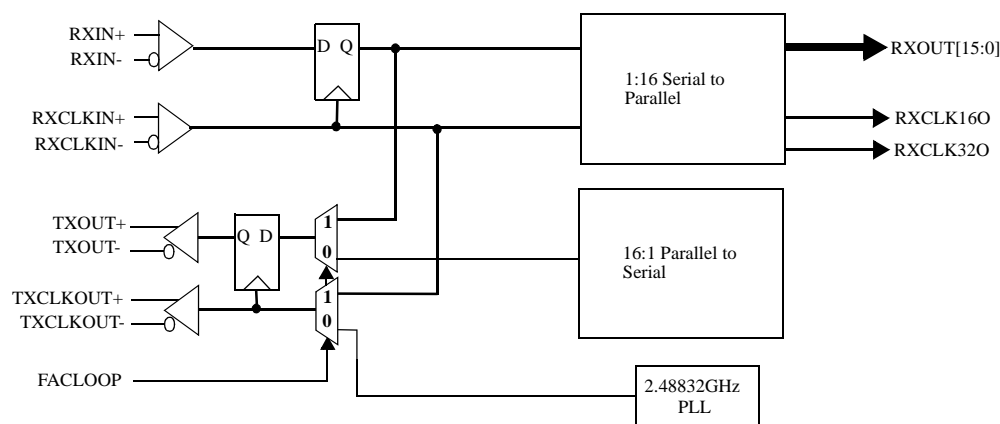 RXIN+
RXIN-
D Q
1:16 Serial to
Parallel
RXOUT[15:0]
RXCLKIN+
RXCLKIN-
RXCLK16O
RXCLK32O
TXOUT+
TXOUT-
Q D
1
0
16:1 Parallel to
Serial
TXCLKOUT+
TXCLKOUT-
1
0
FACLOOP
2.48832GHz
PLL